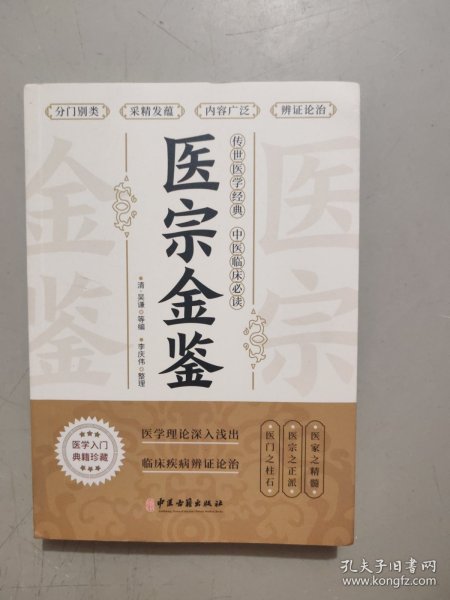 分门别类
采精发蕴
内容广泛
辨证论治
医宗金鉴
传世医学经典 中医临床必读
清·吴谦 等编
李庆伟 整理
医宗
金鉴
医学理论深入浅出
临床疾病辨证论治
医家之精髓
医宗之正派
医门之柱石
医学入门
典籍珍藏
中医古籍出版社
孔夫子旧书网
www.kongfz.com